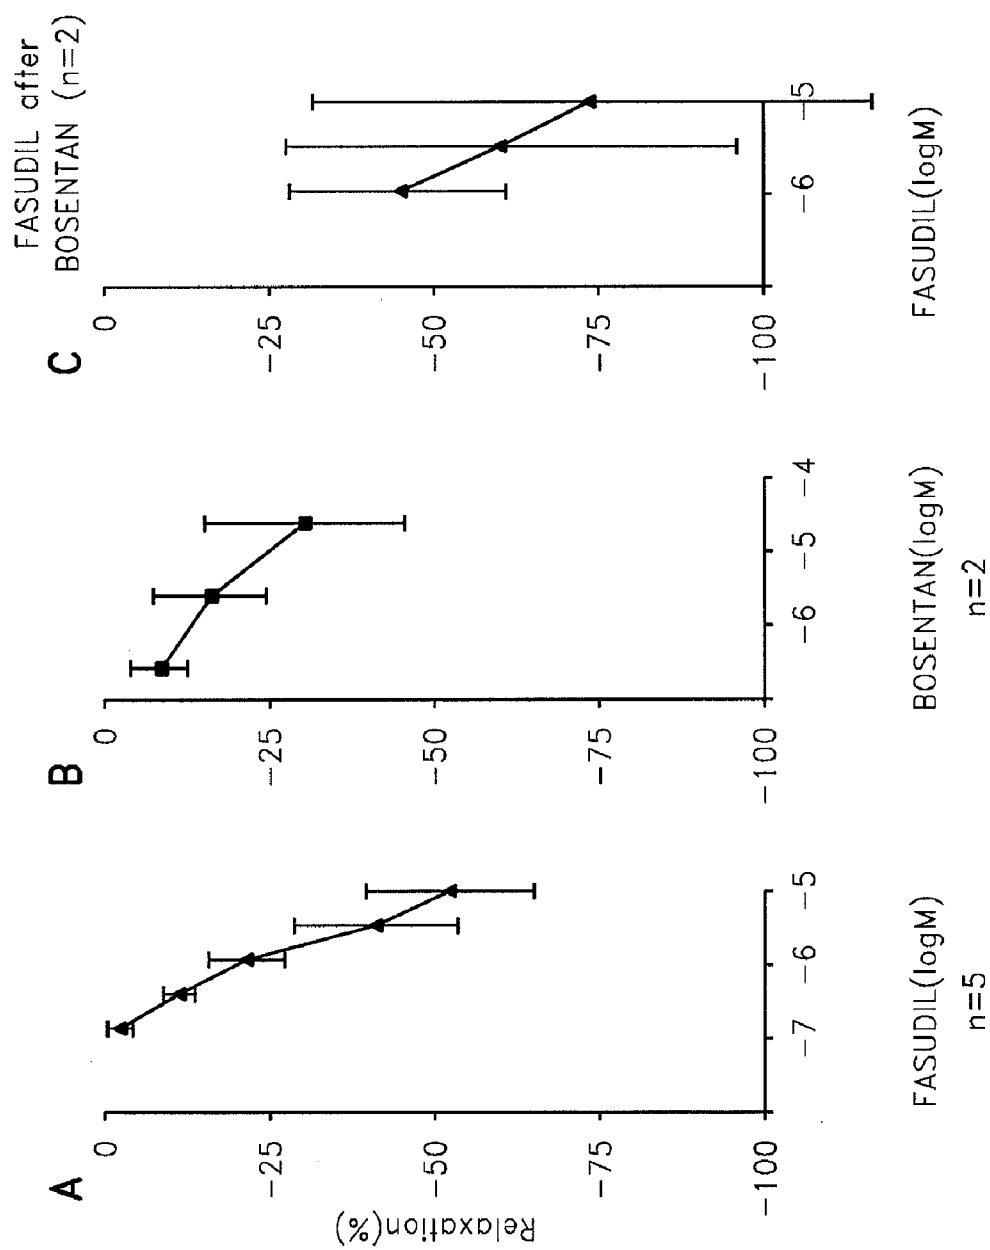 A
Relaxation(%)
0
-25
-50
-75
-100
-7
-6
-5
FASUDIL(logM)
n=5
B
0
-25
-50
-75
-100
-6
-5
-4
BOSENTAN(logM)
n=2
C
FASUDIL after
BOSENTAN (n=2)
0
-25
-50
-75
-100
-6
-5
FASUDIL(logM)